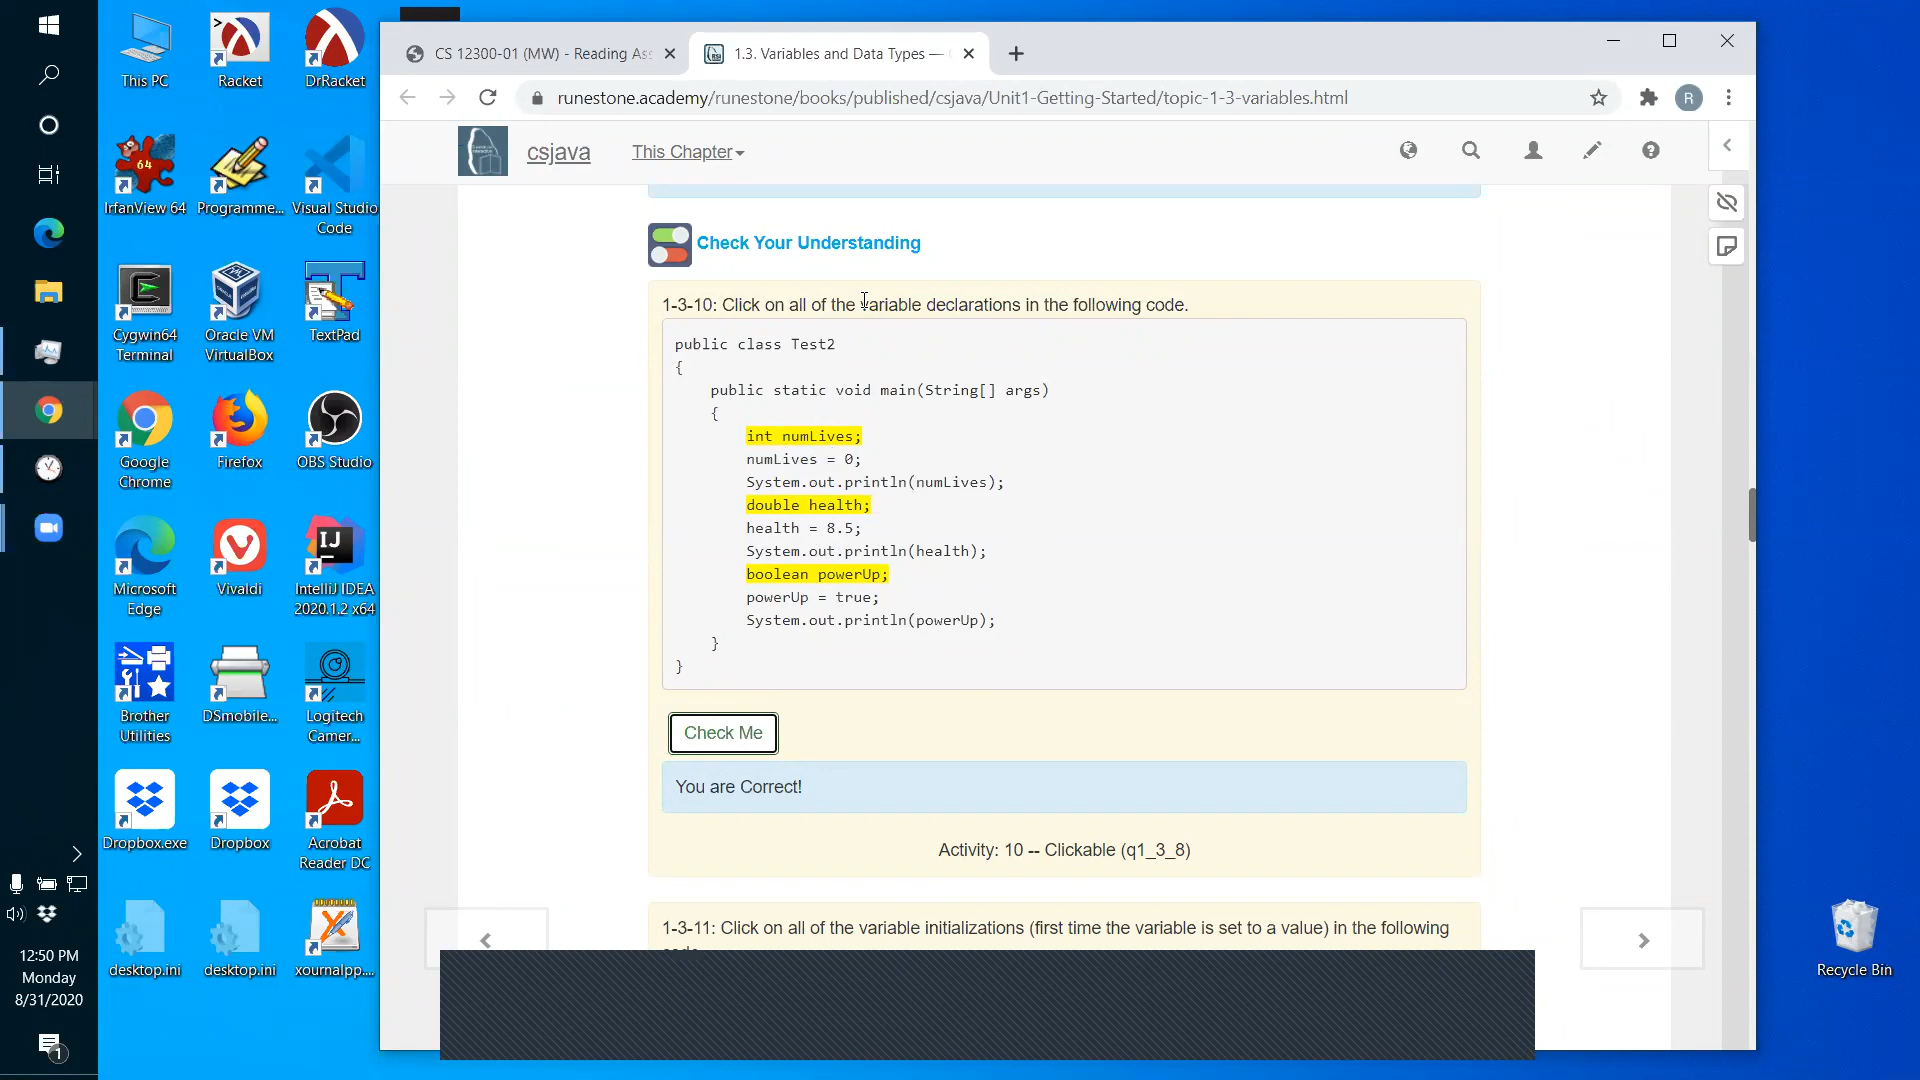 This PC
Racket
DrRacket
IrfanView 64
Programme...
Visual Studio
Code
Cygwin64
Terminal
Oracle VM
VirtualBox
TextPad
Google
Chrome
Firefox
OBS Studio
Microsoft
Edge
Vivaldi
IntelliJ IDEA
2020.1.2 x64
Brother
Utilities
DSmobile...
Logitech
Camer...
Dropbox.exe
Dropbox
Acrobat
Reader DC
desktop.ini
desktop.ini
xournalpp....
12:50 PM
Monday
8/31/2020
1
CS 12300-01 (MW) - Reading Ass
1.3. Variables and Data Types —
runestone.academy/runestone/books/published/csjava/Unit1-Getting-Started/topic-1-3-variables.html
R
csjava
This Chapter
Check Your Understanding
1-3-10: Click on all of the variable declarations in the following code.
public class Test2
{
public static void main(String[] args)
{
int numLives;
numLives = 0;
System.out.println(numLives);
double health;
health = 8.5;
System.out.println(health);
boolean powerUp;
powerUp = true;
System.out.println(powerUp);
}
}
Check Me
You are Correct!
Activity: 10 -- Clickable (q1_3_8)
1-3-11: Click on all of the variable initializations (first time the variable is set to a value) in the following
Recycle Bin